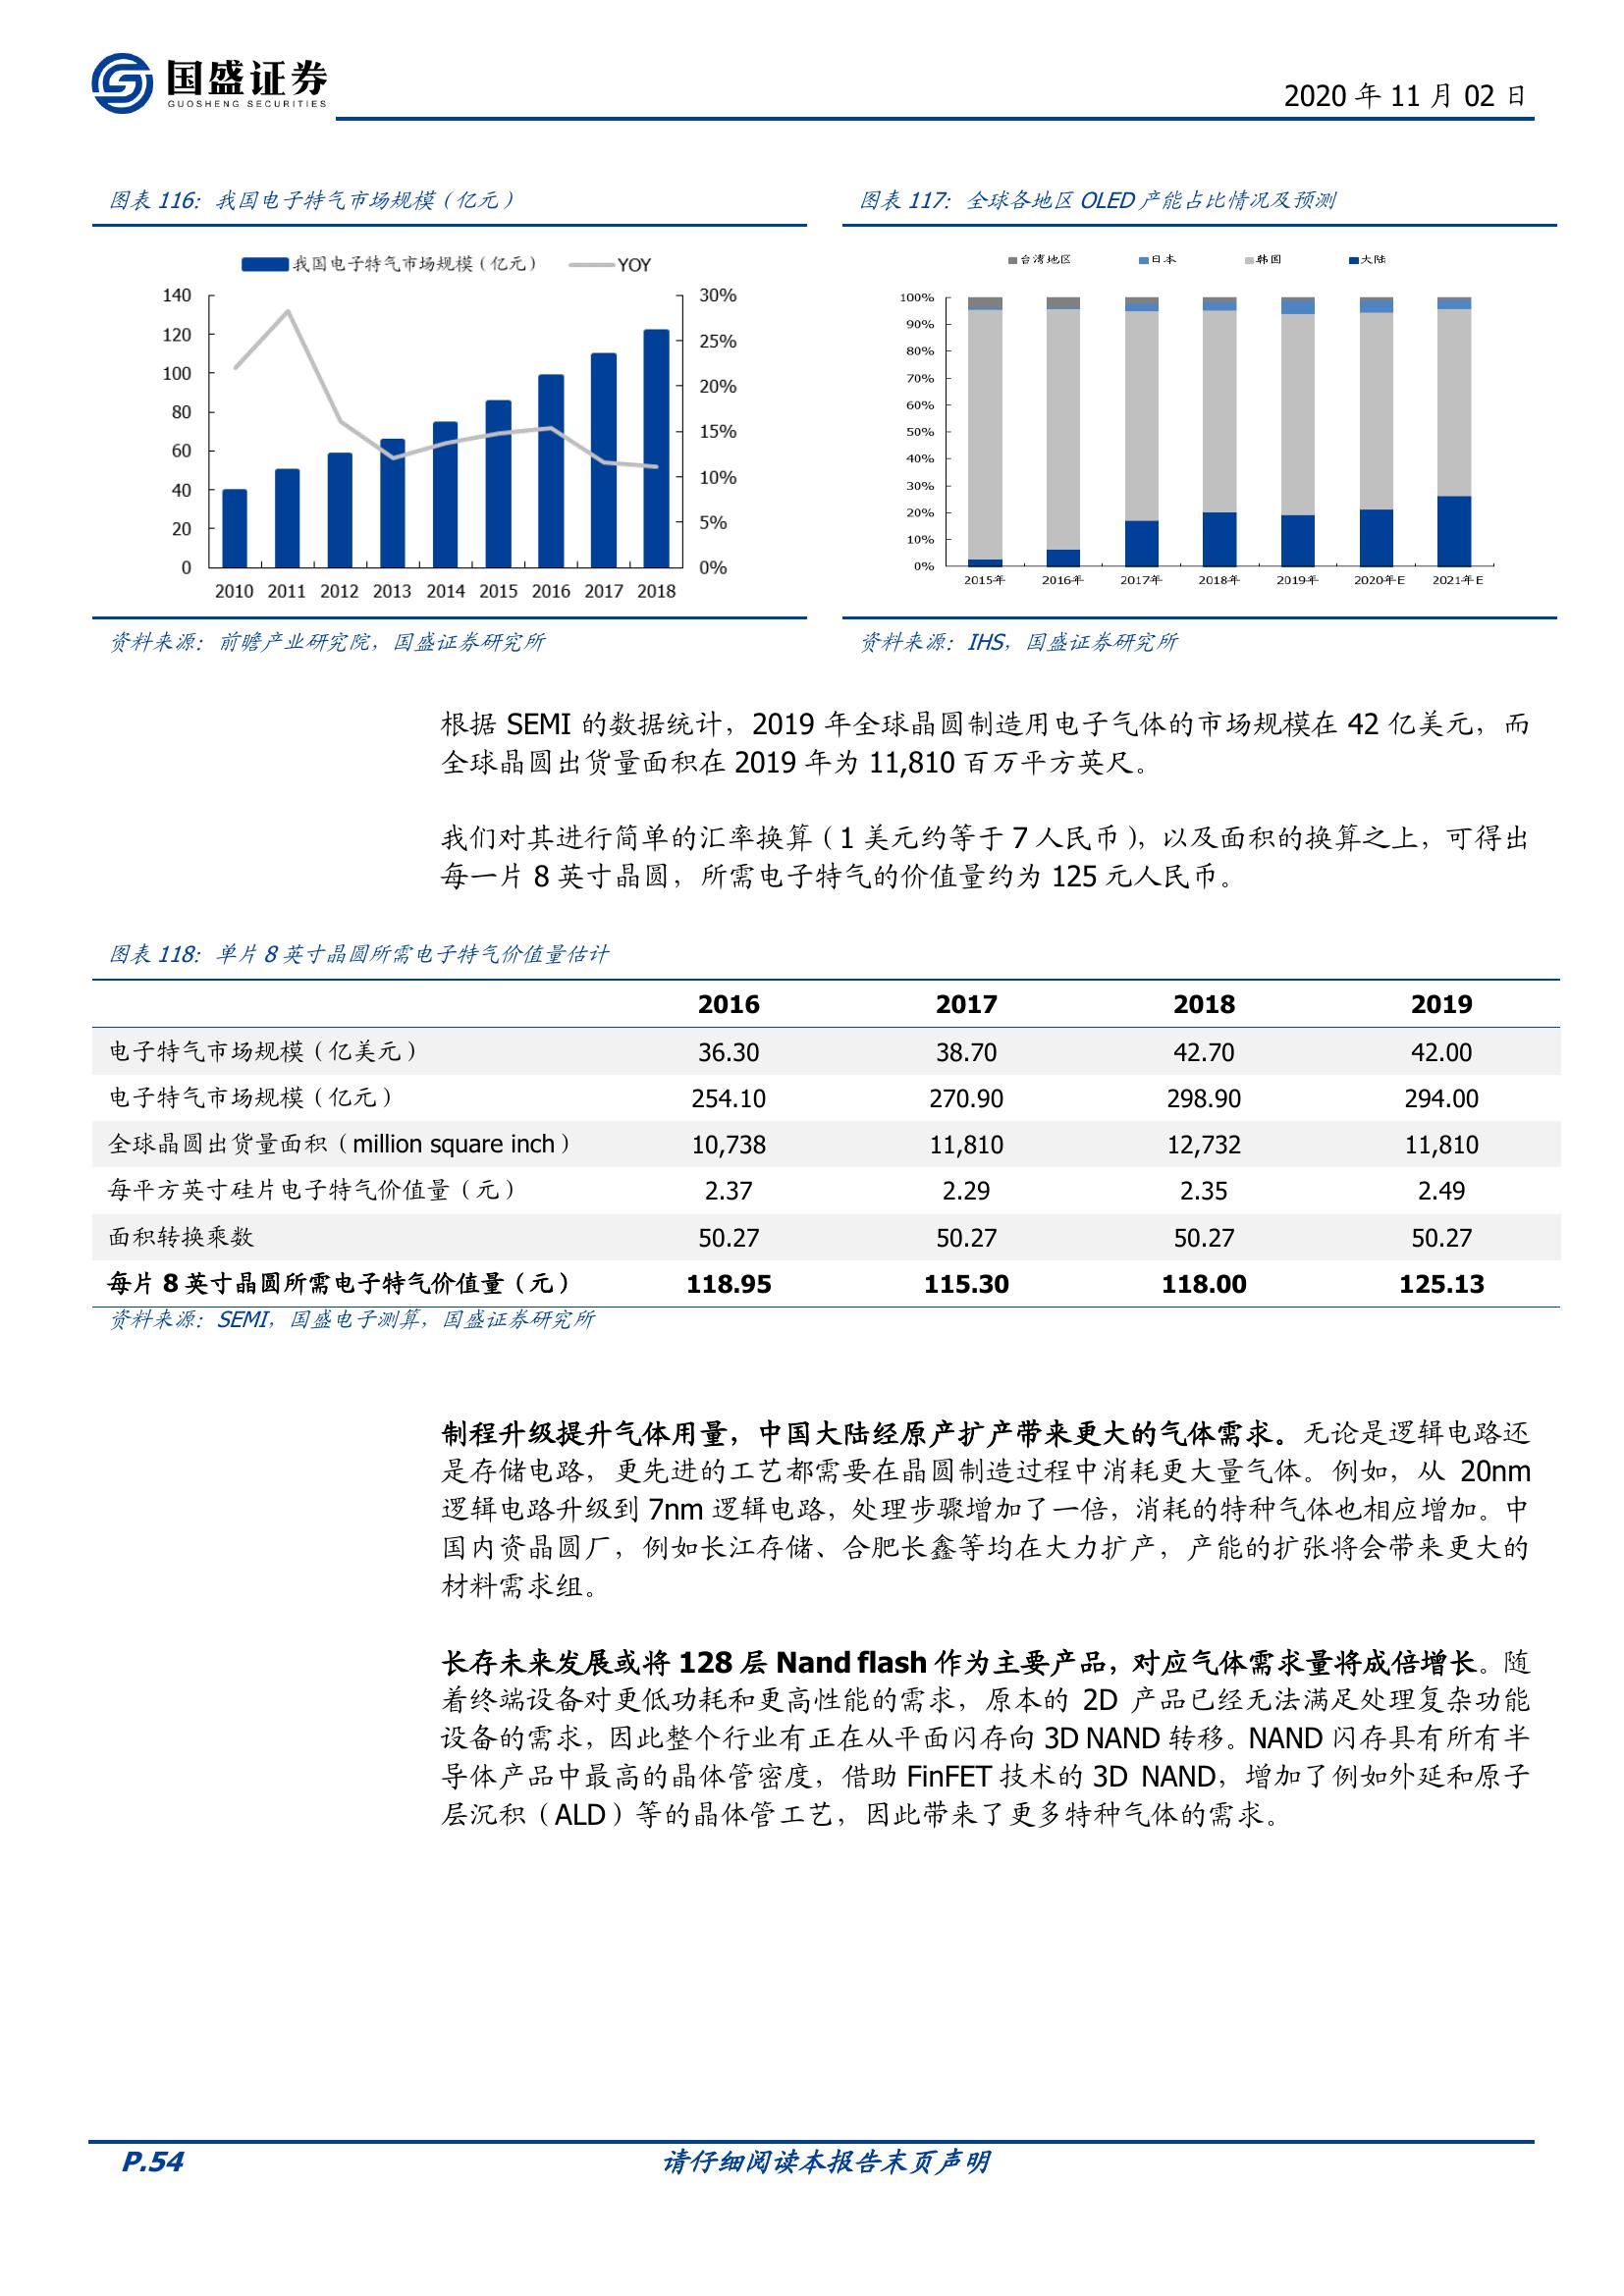 国盛证券
GUOSHENG SECURITIES
2020 年 11 月 02 日
图表 116：我国电子特气市场规模（亿元）
我国电子特气市场规模（亿元） YOY
140
120
100
80
60
40
20
0
30%
25%
20%
15%
10%
5%
0%
2010 2011 2012 2013 2014 2015 2016 2017 2018
资料来源：前瞻产业研究院，国盛证券研究所
图表 117：全球各地区 OLED 产能占比情况及预测
台湾地区 日本 韩国 大陆
100%
90%
80%
70%
60%
50%
40%
30%
20%
10%
0%
2015年 2016年 2017年 2018年 2019年 2020年E 2021年E
资料来源：IHS，国盛证券研究所
根据 SEMI 的数据统计，2019 年全球晶圆制造用电子气体的市场规模在 42 亿美元，而
全球晶圆出货量面积在 2019 年为 11,810 百万平方英尺。
我们对其进行简单的汇率换算（1 美元约等于 7 人民币），以及面积的换算之上，可得出
每一片 8 英寸晶圆，所需电子特气的价值量约为 125 元人民币。
图表 118：单片 8 英寸晶圆所需电子特气价值量估计
2016 2017 2018 2019
电子特气市场规模（亿美元） 36.30 38.70 42.70 42.00
电子特气市场规模（亿元） 254.10 270.90 298.90 294.00
全球晶圆出货量面积（million square inch） 10,738 11,810 12,732 11,810
每平方英寸硅片电子特气价值量（元） 2.37 2.29 2.35 2.49
面积转换乘数 50.27 50.27 50.27 50.27
每片 8 英寸晶圆所需电子特气价值量（元） 118.95 115.30 118.00 125.13
资料来源：SEMI，国盛电子测算，国盛证券研究所
制程升级提升气体用量，中国大陆经原产扩产带来更大的气体需求。无论是逻辑电路还
是存储电路，更先进的工艺都需要在晶圆制造过程中消耗更大量气体。例如，从 20nm
逻辑电路升级到 7nm 逻辑电路，处理步骤增加了一倍，消耗的特种气体也相应增加。中
国内资晶圆厂，例如长江存储、合肥长鑫等均在大力扩产，产能的扩张将会带来更大的
材料需求组。
长存未来发展或将 128 层 Nand flash 作为主要产品，对应气体需求量将成倍增长。随
着终端设备对更低功耗和更高性能的需求，原本的 2D 产品已经无法满足处理复杂功能
设备的需求，因此整个行业有正在从平面闪存向 3D NAND 转移。NAND 闪存具有所有半
导体产品中最高的晶体管密度，借助 FinFET 技术的 3D NAND，增加了例如外延和原子
层沉积（ALD）等的晶体管工艺，因此带来了更多特种气体的需求。
P.54
请仔细阅读本报告末页声明